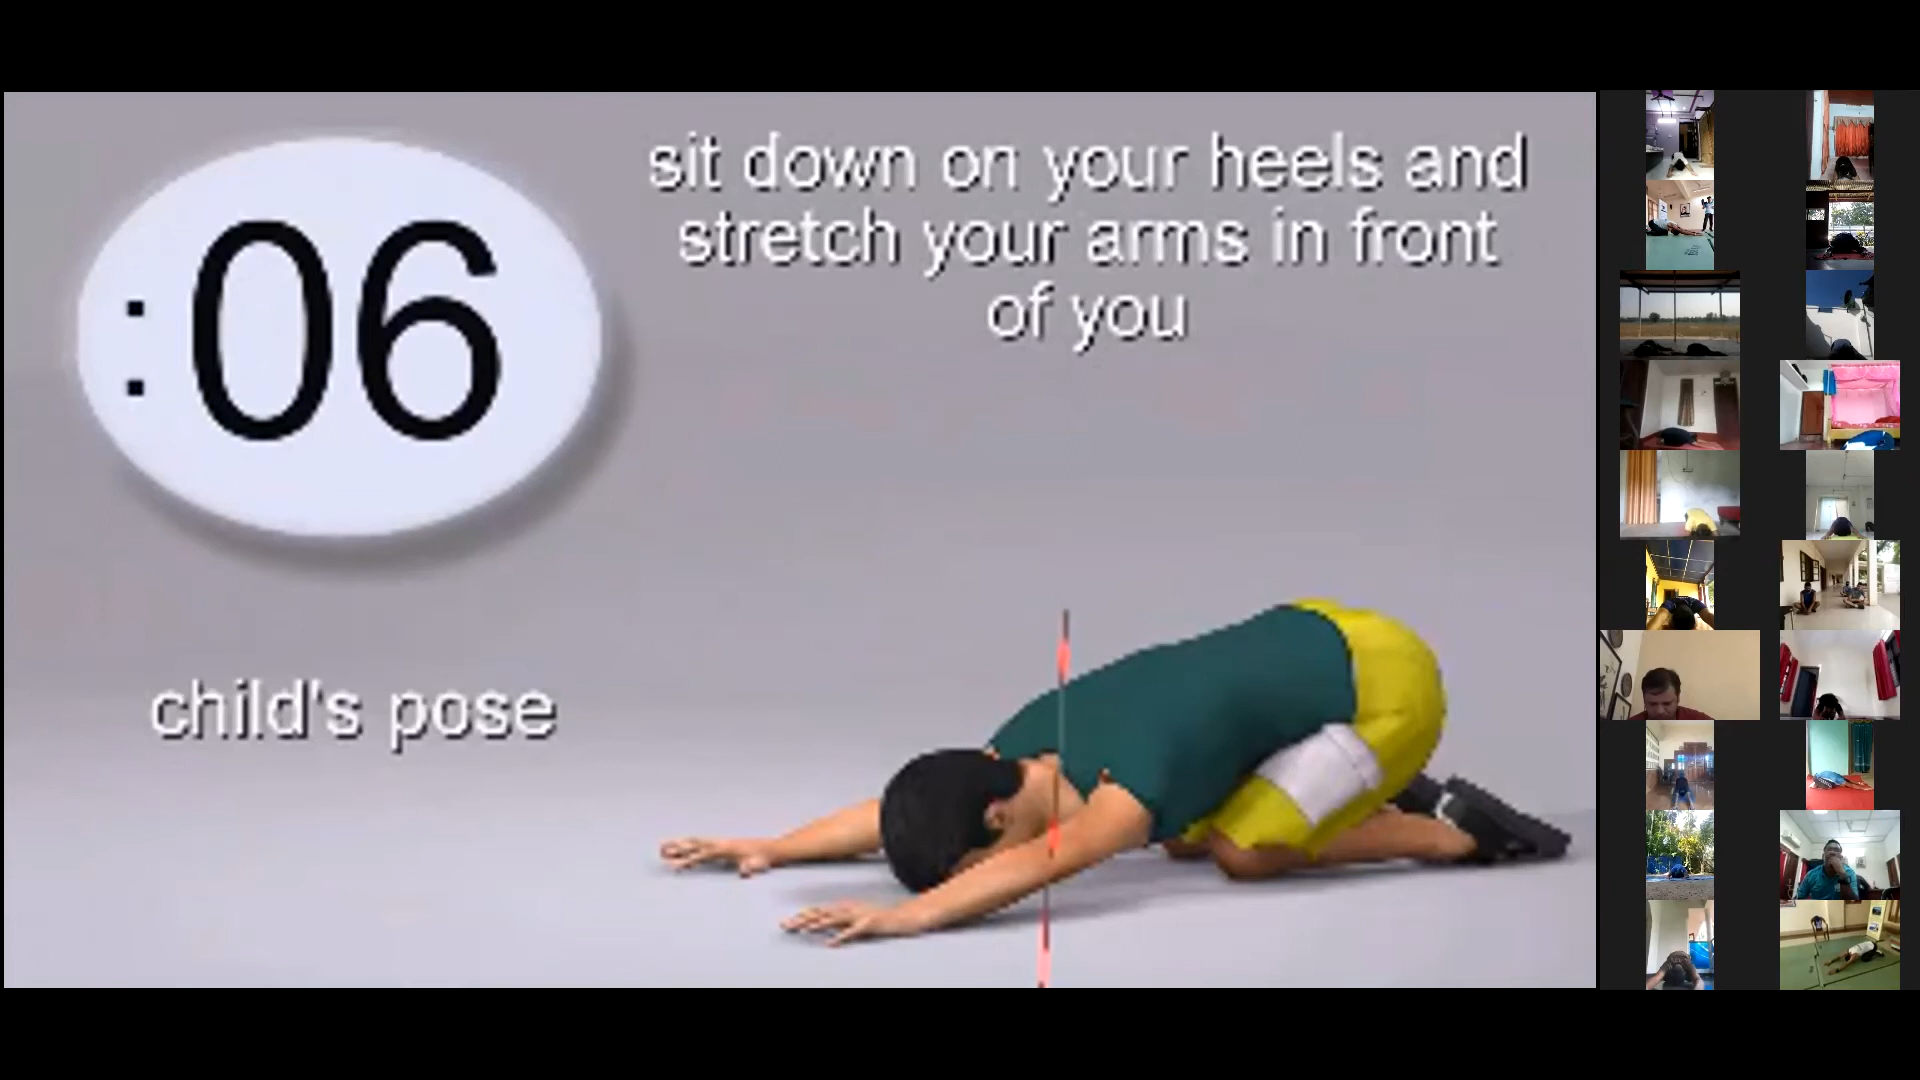 :06
sit down on your heels and
stretch your arms in front
of you
child's pose